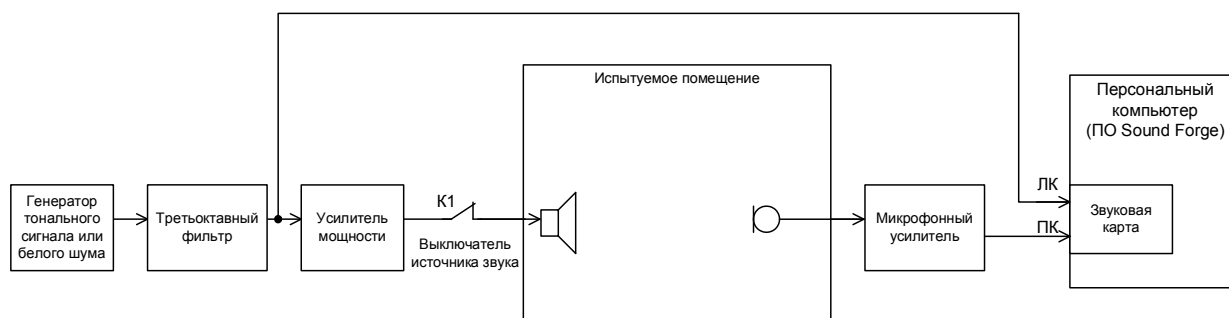 Испытуемое помещение
Персональный
компьютер
(ПО Sound Forge)
Генератор
тонального
сигнала или
белого шума
Третьоктавный
фильтр
Усилитель
мощности
К1
Выключатель
источника звука
Микрофонный
усилитель
ЛК
ПК
Звуковая
карта